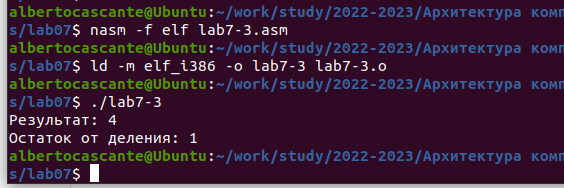 albertocascante@Ubuntu:~/work/study/2022-2023/Архитектура комп
s/lab07$ nasm -f elf lab7-3.asm
albertocascante@Ubuntu:~/work/study/2022-2023/Архитектура комп
s/lab07$ ld -m elf_i386 -o lab7-3 lab7-3.o
albertocascante@Ubuntu:~/work/study/2022-2023/Архитектура комп
s/lab07$ ./lab7-3
Результат: 4
Остаток от деления: 1
albertocascante@Ubuntu:~/work/study/2022-2023/Архитектура комп
s/lab07$